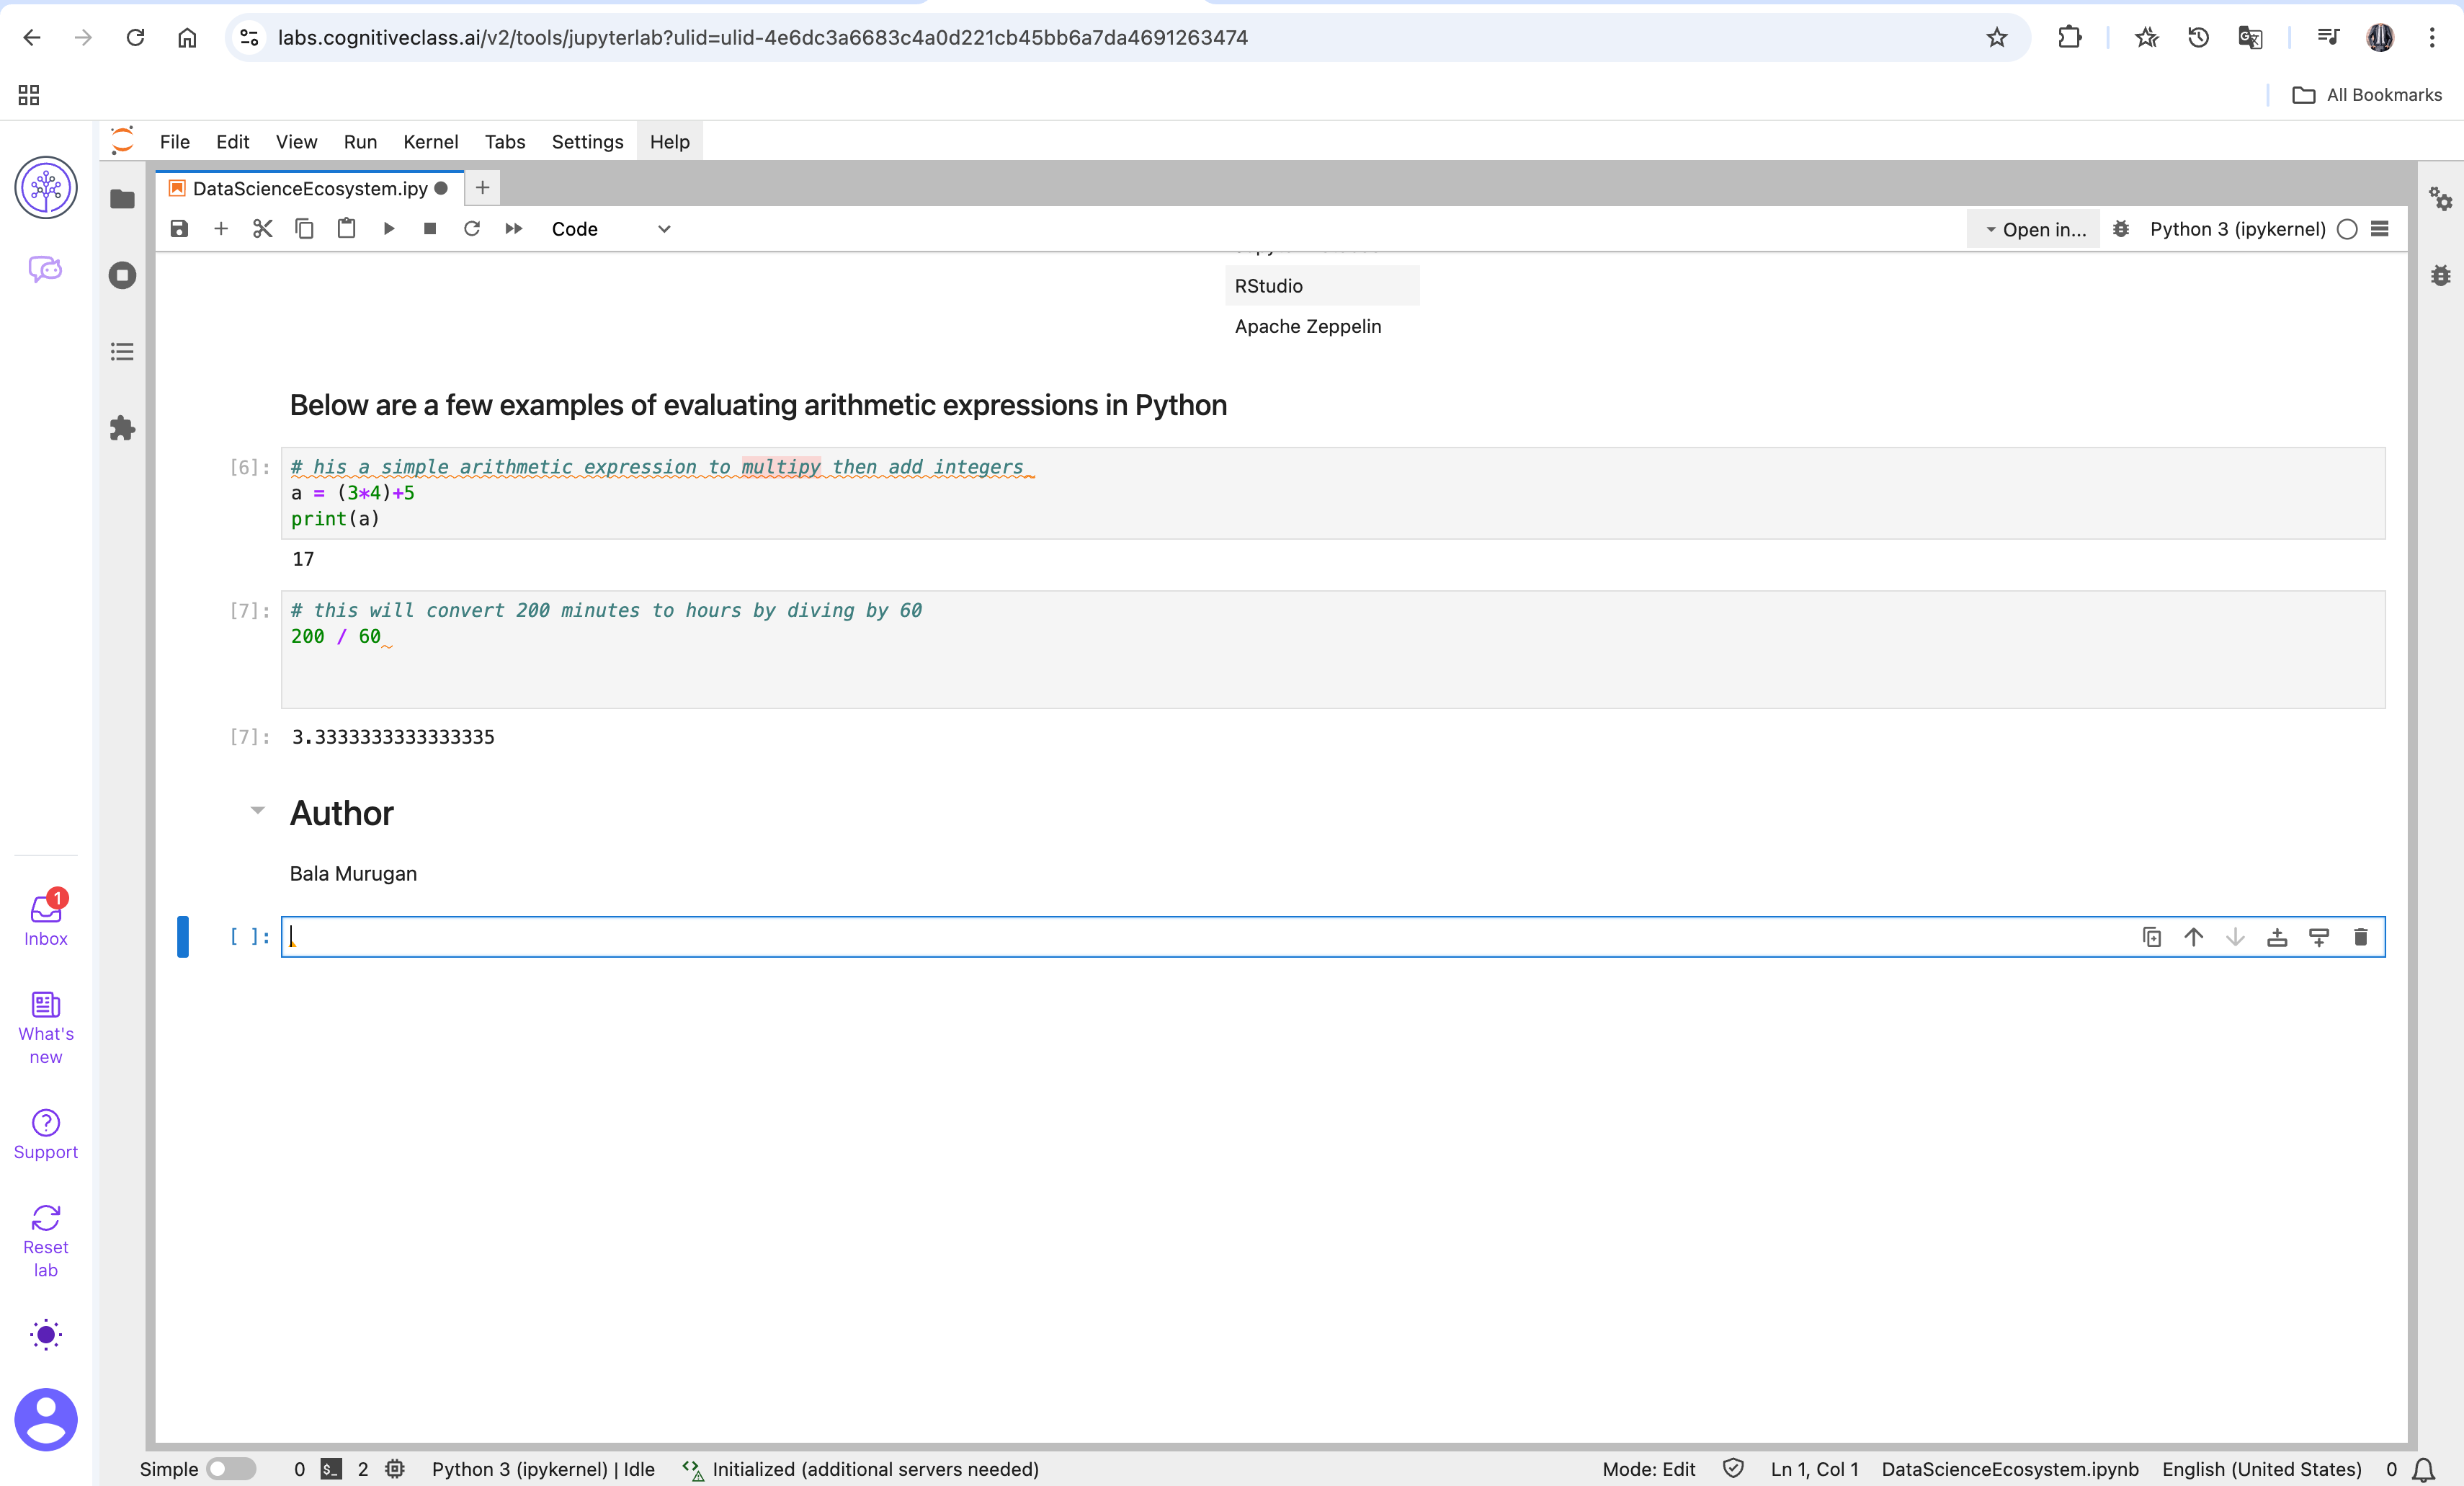 labs.cognitiveclass.ai/v2/tools/jupyterlab?ulid=ulid-4e6dc3a6683c4a0d221cb45bb6a7da4691263474
All Bookmarks
File Edit View Run Kernel Tabs Settings Help
DataScienceEcosystem.ipy
Code
Open in...
Python 3 (ipykernel)
RStudio
Apache Zeppelin
Below are a few examples of evaluating arithmetic expressions in Python
[6]: # his a simple arithmetic expression to multipy then add integers
a = (3*4)+5
print(a)
17
[7]: # this will convert 200 minutes to hours by diving by 60
200 / 60
[7]: 3.3333333333333335
Author
Bala Murugan
[ ]:
1
Inbox
What's
new
Support
Reset
lab
Simple 0 $_ 2 Python 3 (ipykernel) | Idle Initialized (additional servers needed) Mode: Edit Ln 1, Col 1 DataScienceEcosystem.ipynb English (United States) 0